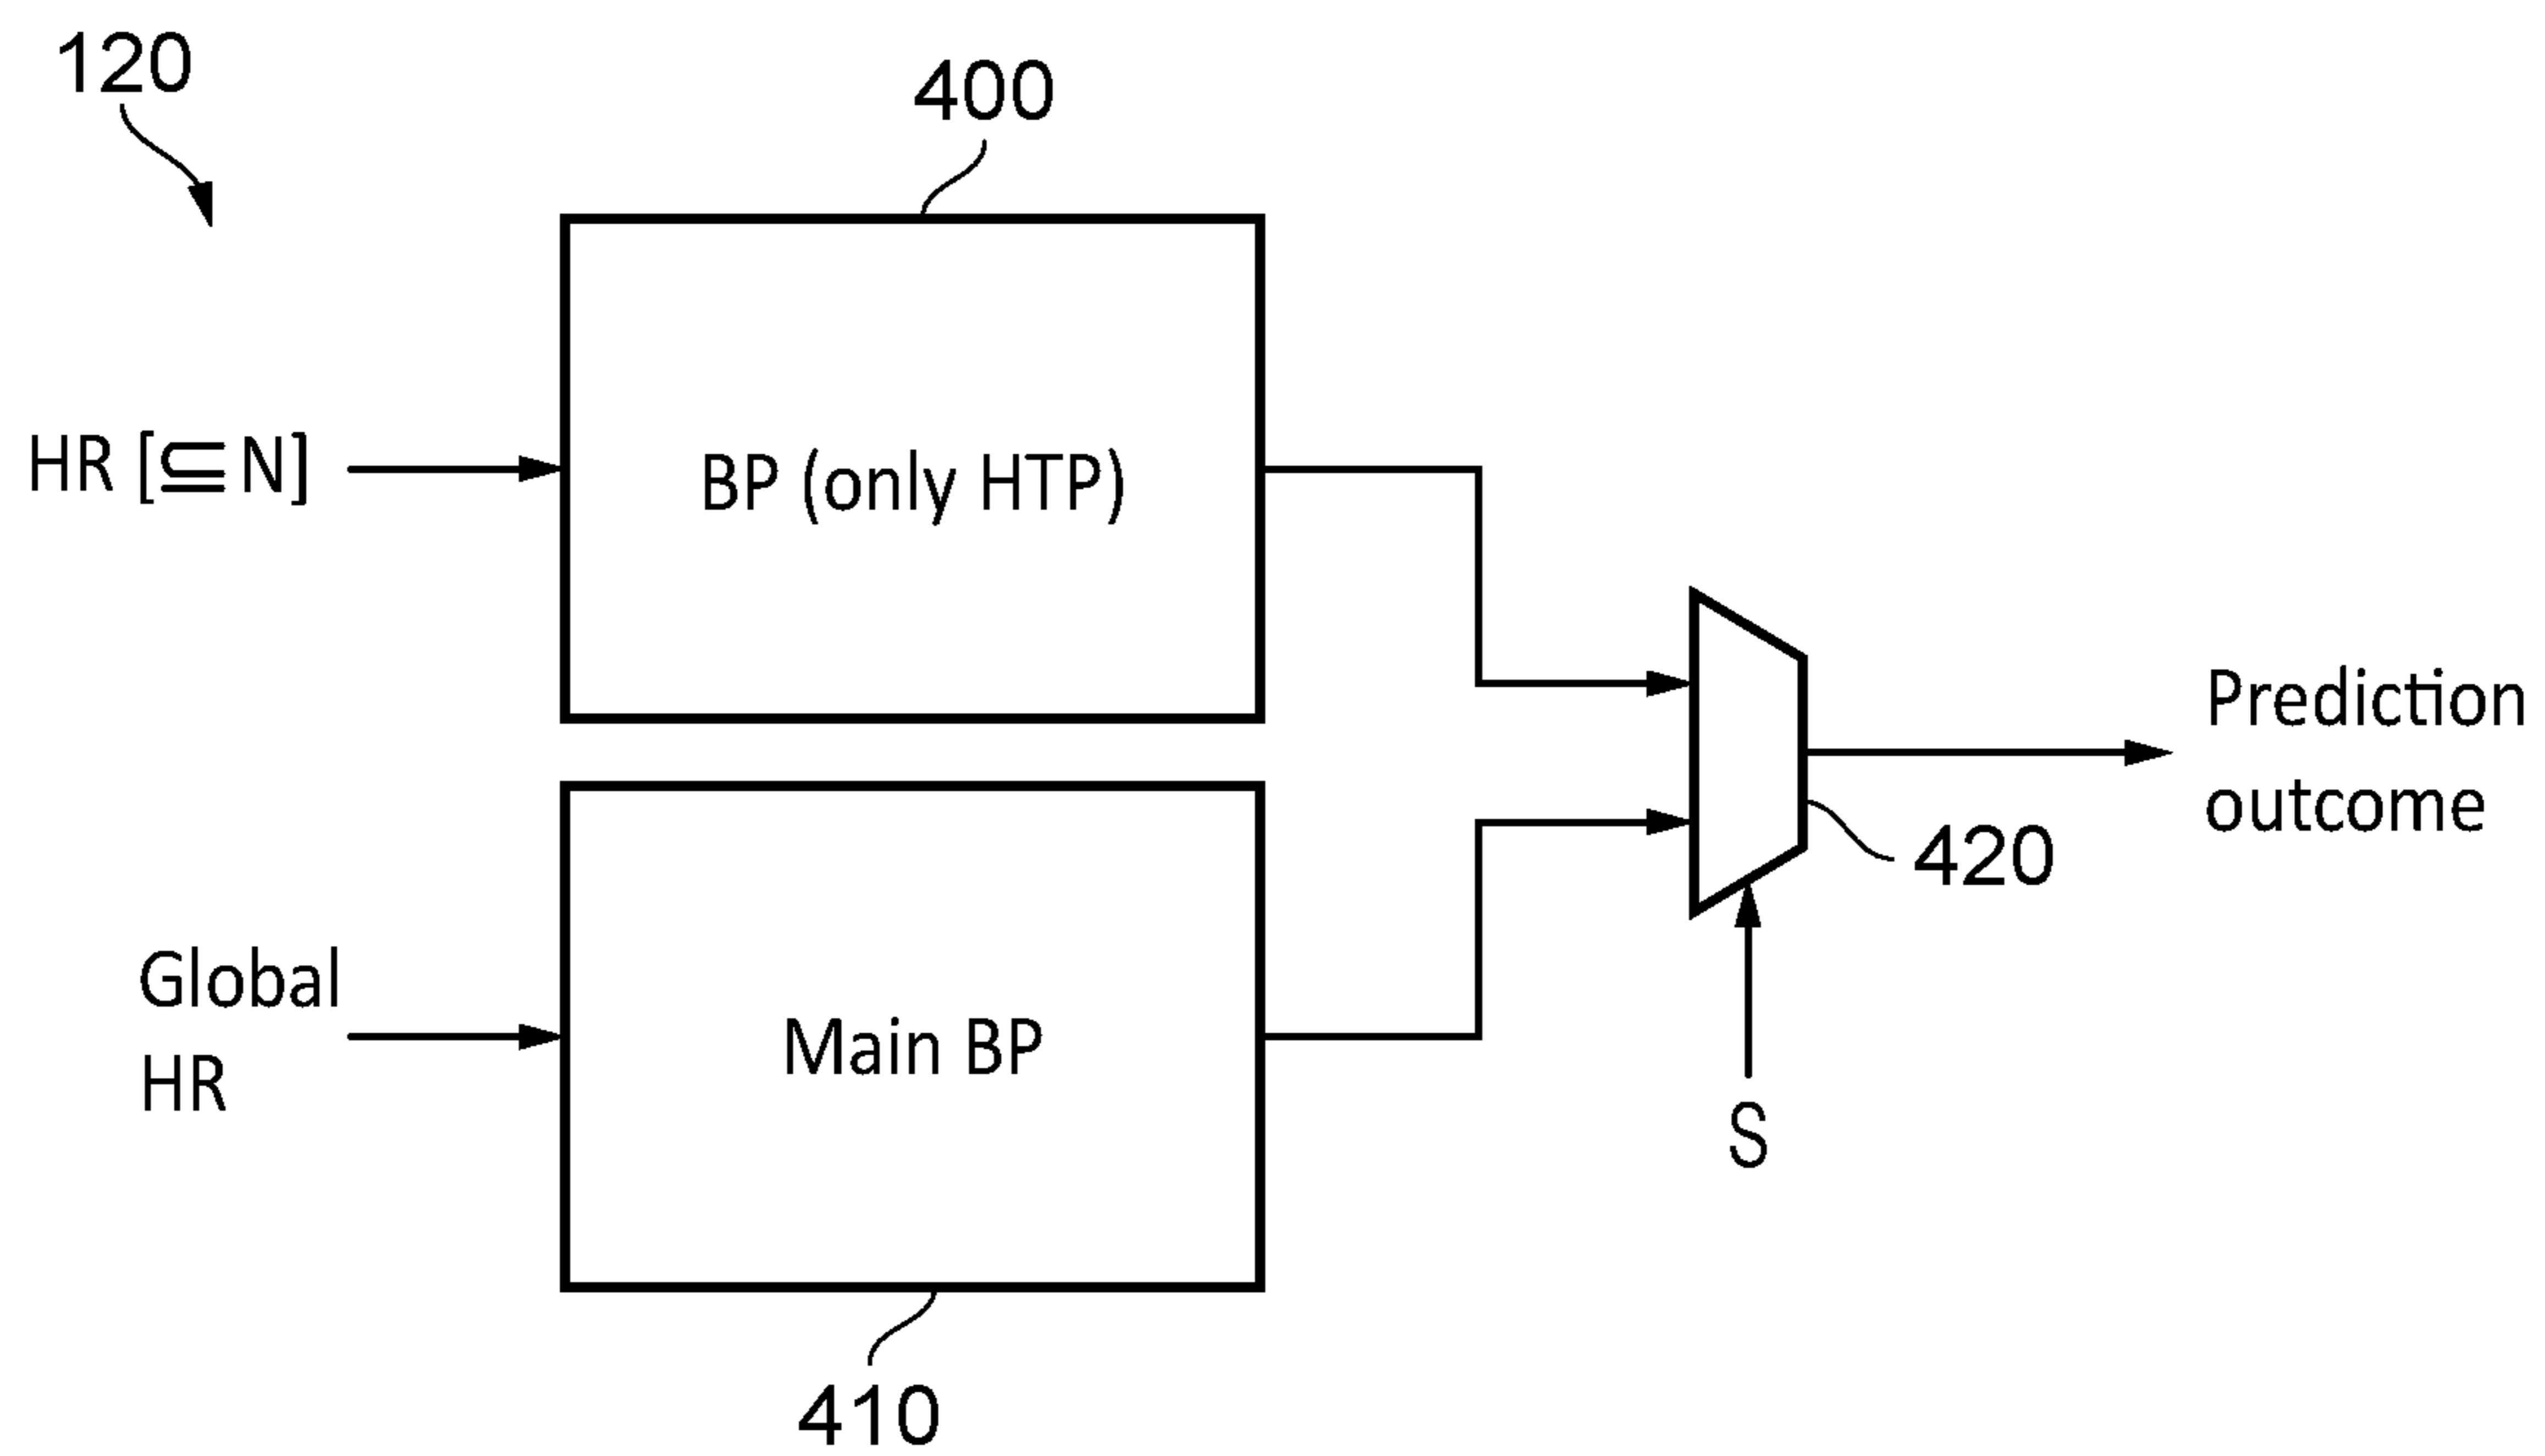 120
400
HR [⫅ N]
BP (only HTP)
Prediction
outcome
420
Global
HR
Main BP
S
410